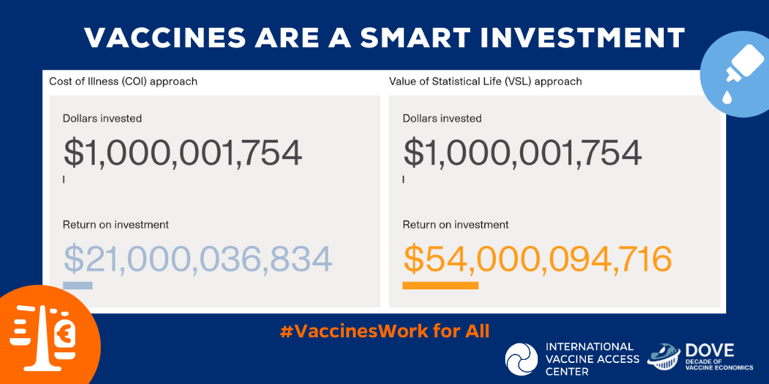 VACCINES ARE A SMART INVESTMENT
Cost of Illness (COI) approach
Dollars invested
$1,000,001,754
Return on investment
$21,000,036,834
Value of Statistical Life (VSL) approach
Dollars invested
$1,000,001,754
Return on investment
$54,000,094,716
#VaccinesWork for All
INTERNATIONAL
VACCINE ACCESS
CENTER
DOVE
DECADE OF
VACCINE ECONOMICS